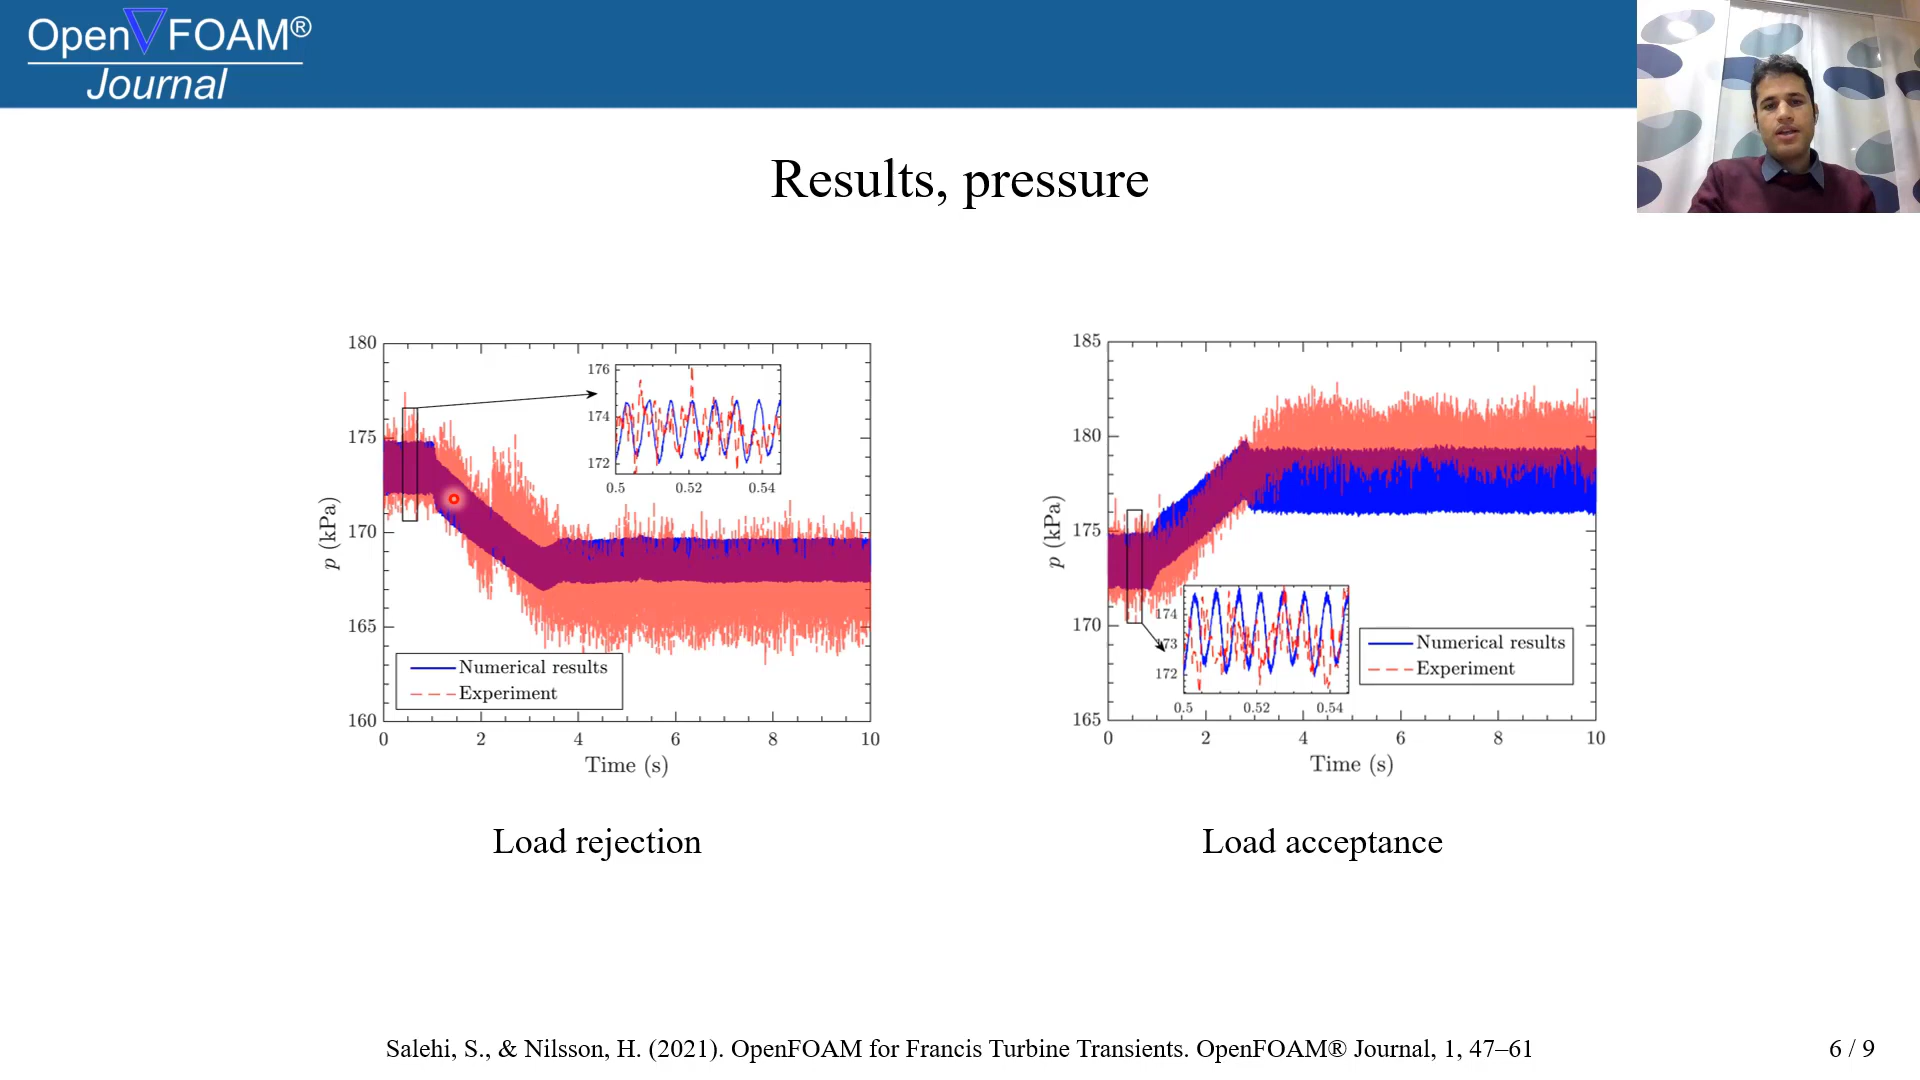 OpenFOAM®
Journal
Results, pressure
180
175
170
165
160
p (kPa)
0 2 4 6 8 10
Time (s)
176
174
172
0.5 0.52 0.54
Numerical results
Experiment
Load rejection
185
180
175
170
165
p (kPa)
0 2 4 6 8 10
Time (s)
174
173
172
0.5 0.52 0.54
Numerical results
Experiment
Load acceptance
Salehi, S., & Nilsson, H. (2021). OpenFOAM for Francis Turbine Transients. OpenFOAM® Journal, 1, 47–61
6 / 9